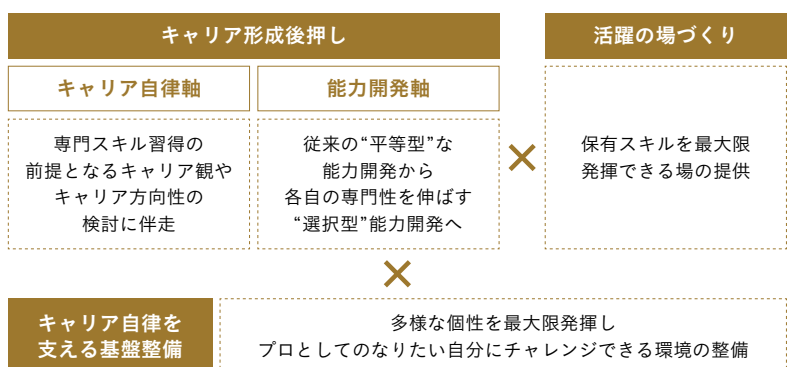 キャリア形成後押し
活躍の場づくり
キャリア自律軸
能力開発軸
専門スキル習得の
前提となるキャリア観や
キャリア方向性の
検討に伴走
従来の“平等型”な
能力開発から
各自の専門性を伸ばす
“選択型”能力開発へ
×
保有スキルを最大限
発揮できる場の提供
×
キャリア自律を
支える基盤整備
多様な個性を最大限発揮し
プロとしてのなりたい自分にチャレンジできる環境の整備